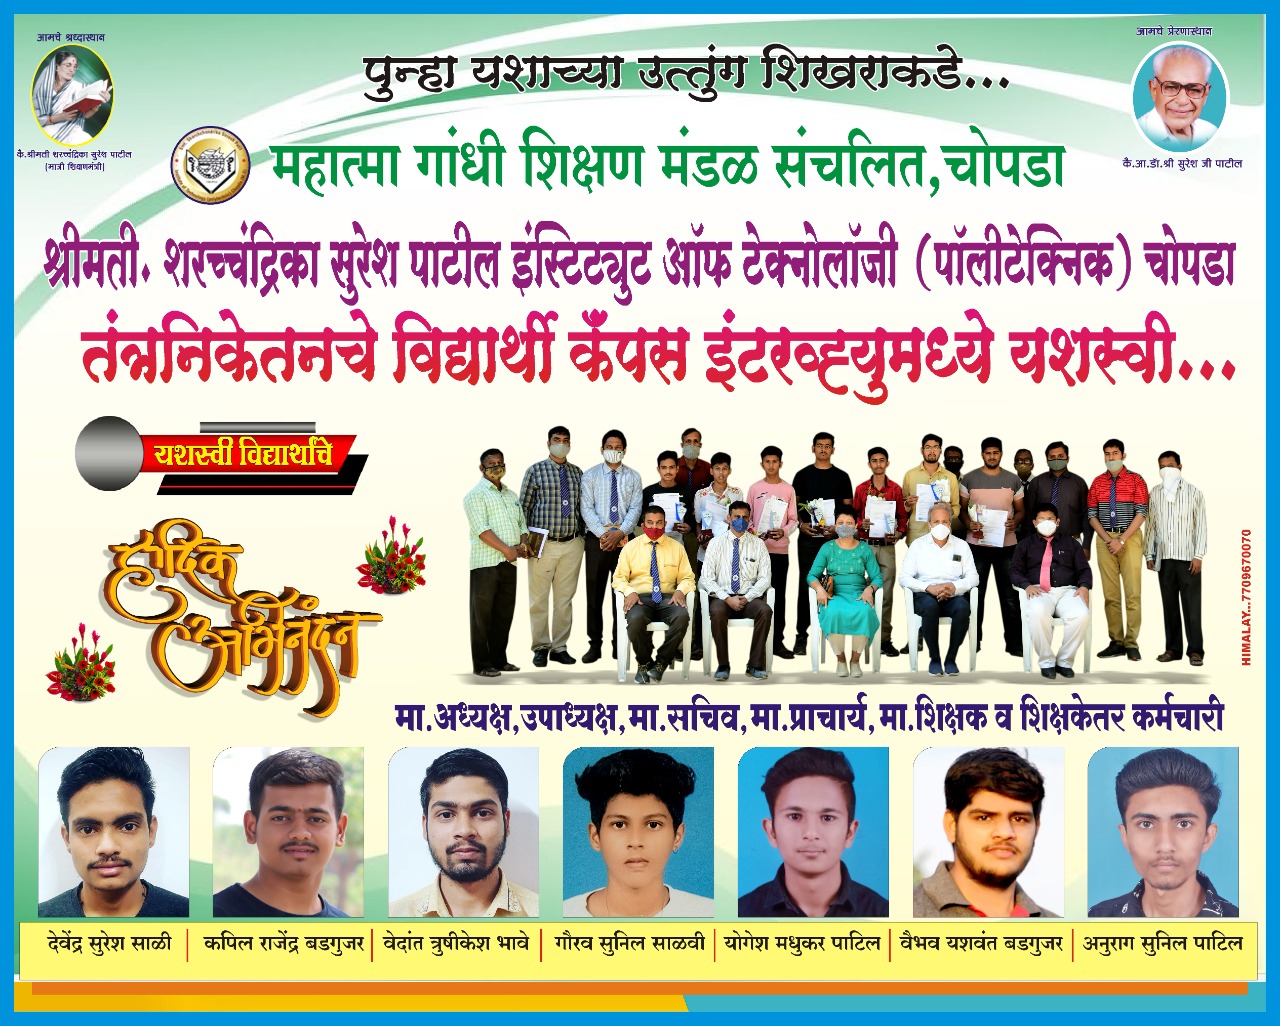 आमचे श्रध्दास्थान
कै.श्रीमती शरच्चंद्रिका सुरेश पाटील
(माजी शिक्षणमंत्री)
आमचे प्रेरणास्थान
कै.आ.डॉ.श्री सुरेश जी पाटील
पुन्हा यशाच्या उत्तुंग शिखराकडे...
महात्मा गांधी शिक्षण मंडळ संचलित,चोपडा
श्रीमती. शरच्चंद्रिका सुरेश पाटील इंस्टिट्युट ऑफ टेक्नोलॉजी (पॉलीटेक्निक) चोपडा
तंत्रनिकेतनचे विद्यार्थी कॅंपस इंटरव्ह्युमध्ये यशस्वी...
यशस्वी विद्यार्थांचे
हार्दिक
अभिनंदन
HIMALAY...7709670070
मा.अध्यक्ष,उपाध्यक्ष,मा.सचिव,मा.प्राचार्य,मा.शिक्षक व शिक्षकेतर कर्मचारी
देवेंद्र सुरेश साळी
कपिल राजेंद्र बडगुजर
वेदांत त्रुषीकेश भावे
गौरव सुनिल साळवी
योगेश मधुकर पाटिल
वैभव यशवंत बडगुजर
अनुराग सुनिल पाटिल